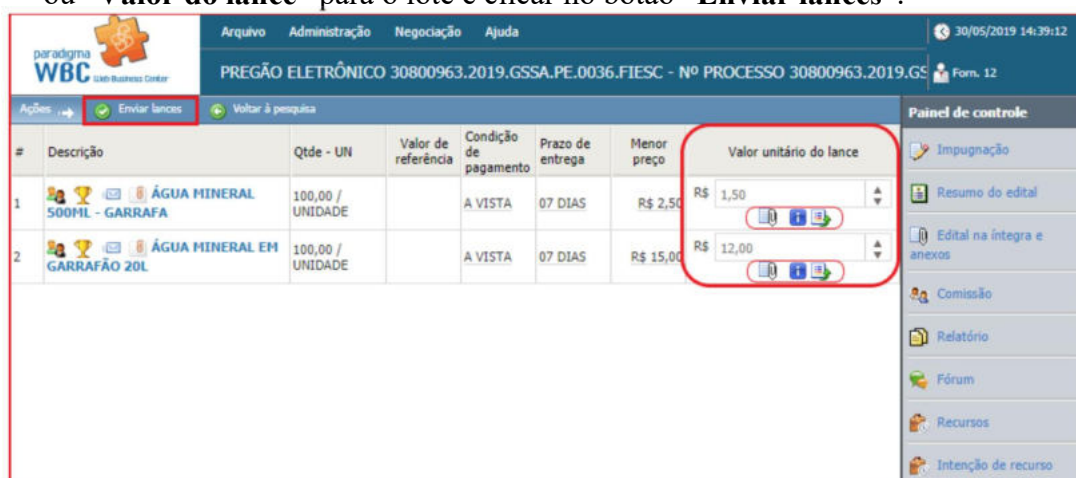 ou "Valor do lance" para o lote e clicar no botão "Enviar lances".
paradigma
WBC Web Business Center
Arquivo Administração Negociação Ajuda
30/05/2019 14:39:12
PREGÃO ELETRÔNICO 30800963.2019.GSSA.PE.0036.FIESC - Nº PROCESSO 30800963.2019.GS
Forn. 12
Ações Enviar lances Voltar à pesquisa
Painel de controle
# Descrição Qtde - UN Valor de referência Condição de pagamento Prazo de entrega Menor preço Valor unitário do lance
1 ÁGUA MINERAL 500ML - GARRAFA 100,00 / UNIDADE A VISTA 07 DIAS R$ 2,50 R$ 1,50
2 ÁGUA MINERAL EM GARRAFÃO 20L 100,00 / UNIDADE A VISTA 07 DIAS R$ 15,00 R$ 12,00
Impugnação
Resumo do edital
Edital na íntegra e
anexos
Comissão
Relatório
Fórum
Recursos
Intenção de recurso